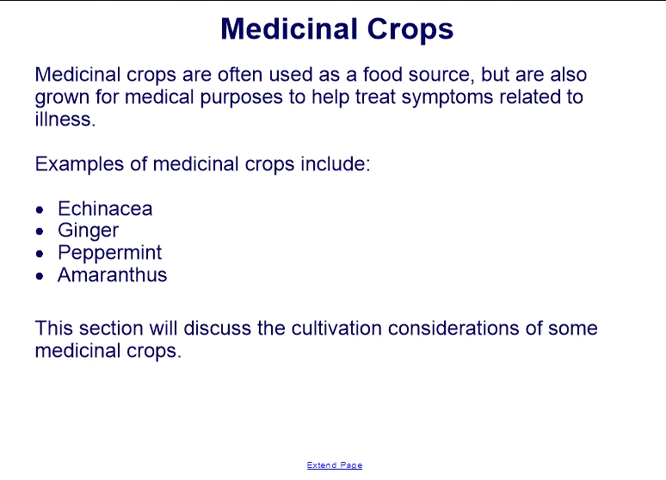 Medicinal Crops
Medicinal crops are often used as a food source, but are also
grown for medical purposes to help treat symptoms related to
illness.
Examples of medicinal crops include:
• Echinacea
• Ginger
• Peppermint
• Amaranthus
This section will discuss the cultivation considerations of some
medicinal crops.
Extend Page